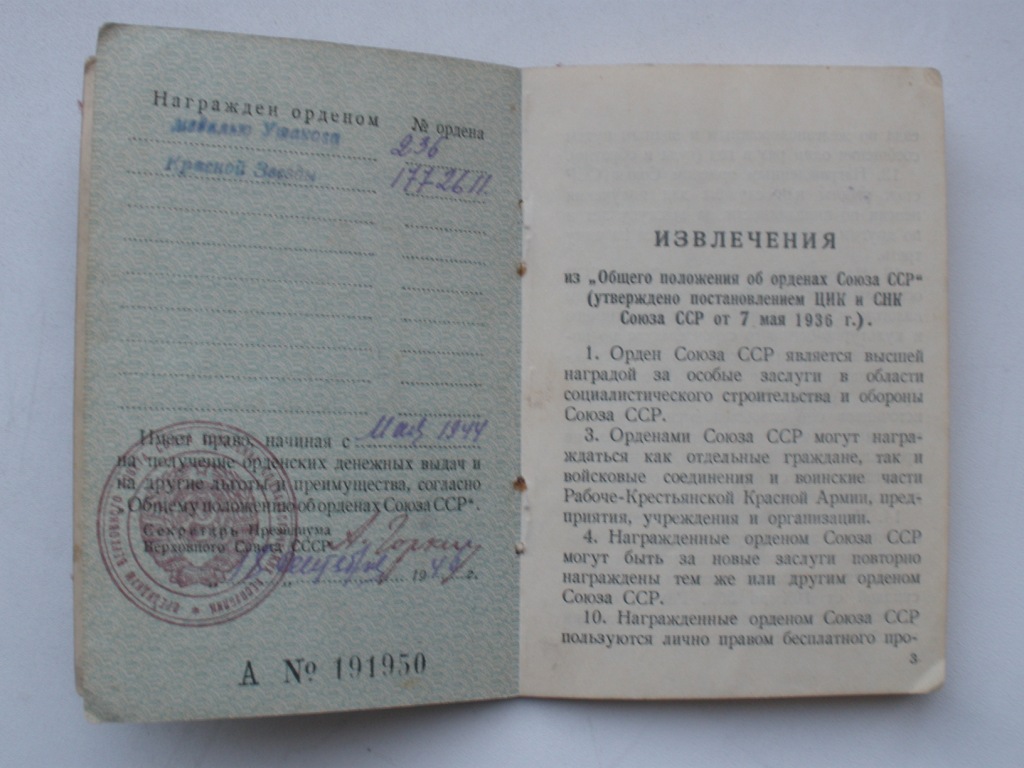 Награжден орденом № ордена
медалью Ушакова 236
Красной Звезды 1772611
Имеет право, начиная с Мая 1944
на получение орденских денежных выдач и
на другие льготы и преимущества, согласно
„Общему положению об орденах Союза ССР“.
Секретарь Президиума
Верховного Совета СССР А. Горкин
19 г.
А № 191950
ИЗВЛЕЧЕНИЯ
из „Общего положения об орденах Союза ССР“
(утверждено постановлением ЦИК и СНК
Союза ССР от 7 мая 1936 г.).
1. Орден Союза ССР является высшей
наградой за особые заслуги в области
социалистического строительства и обороны
Союза ССР.
3. Орденами Союза ССР могут награ-
ждаться как отдельные граждане, так и
войсковые соединения и воинские части
Рабоче-Крестьянской Красной Армии, пред-
приятия, учреждения и организации.
4. Награжденные орденом Союза ССР
могут быть за новые заслуги повторно
награждены тем же или другим орденом
Союза ССР.
10. Награжденные орденом Союза ССР
пользуются лично правом бесплатного про-
3